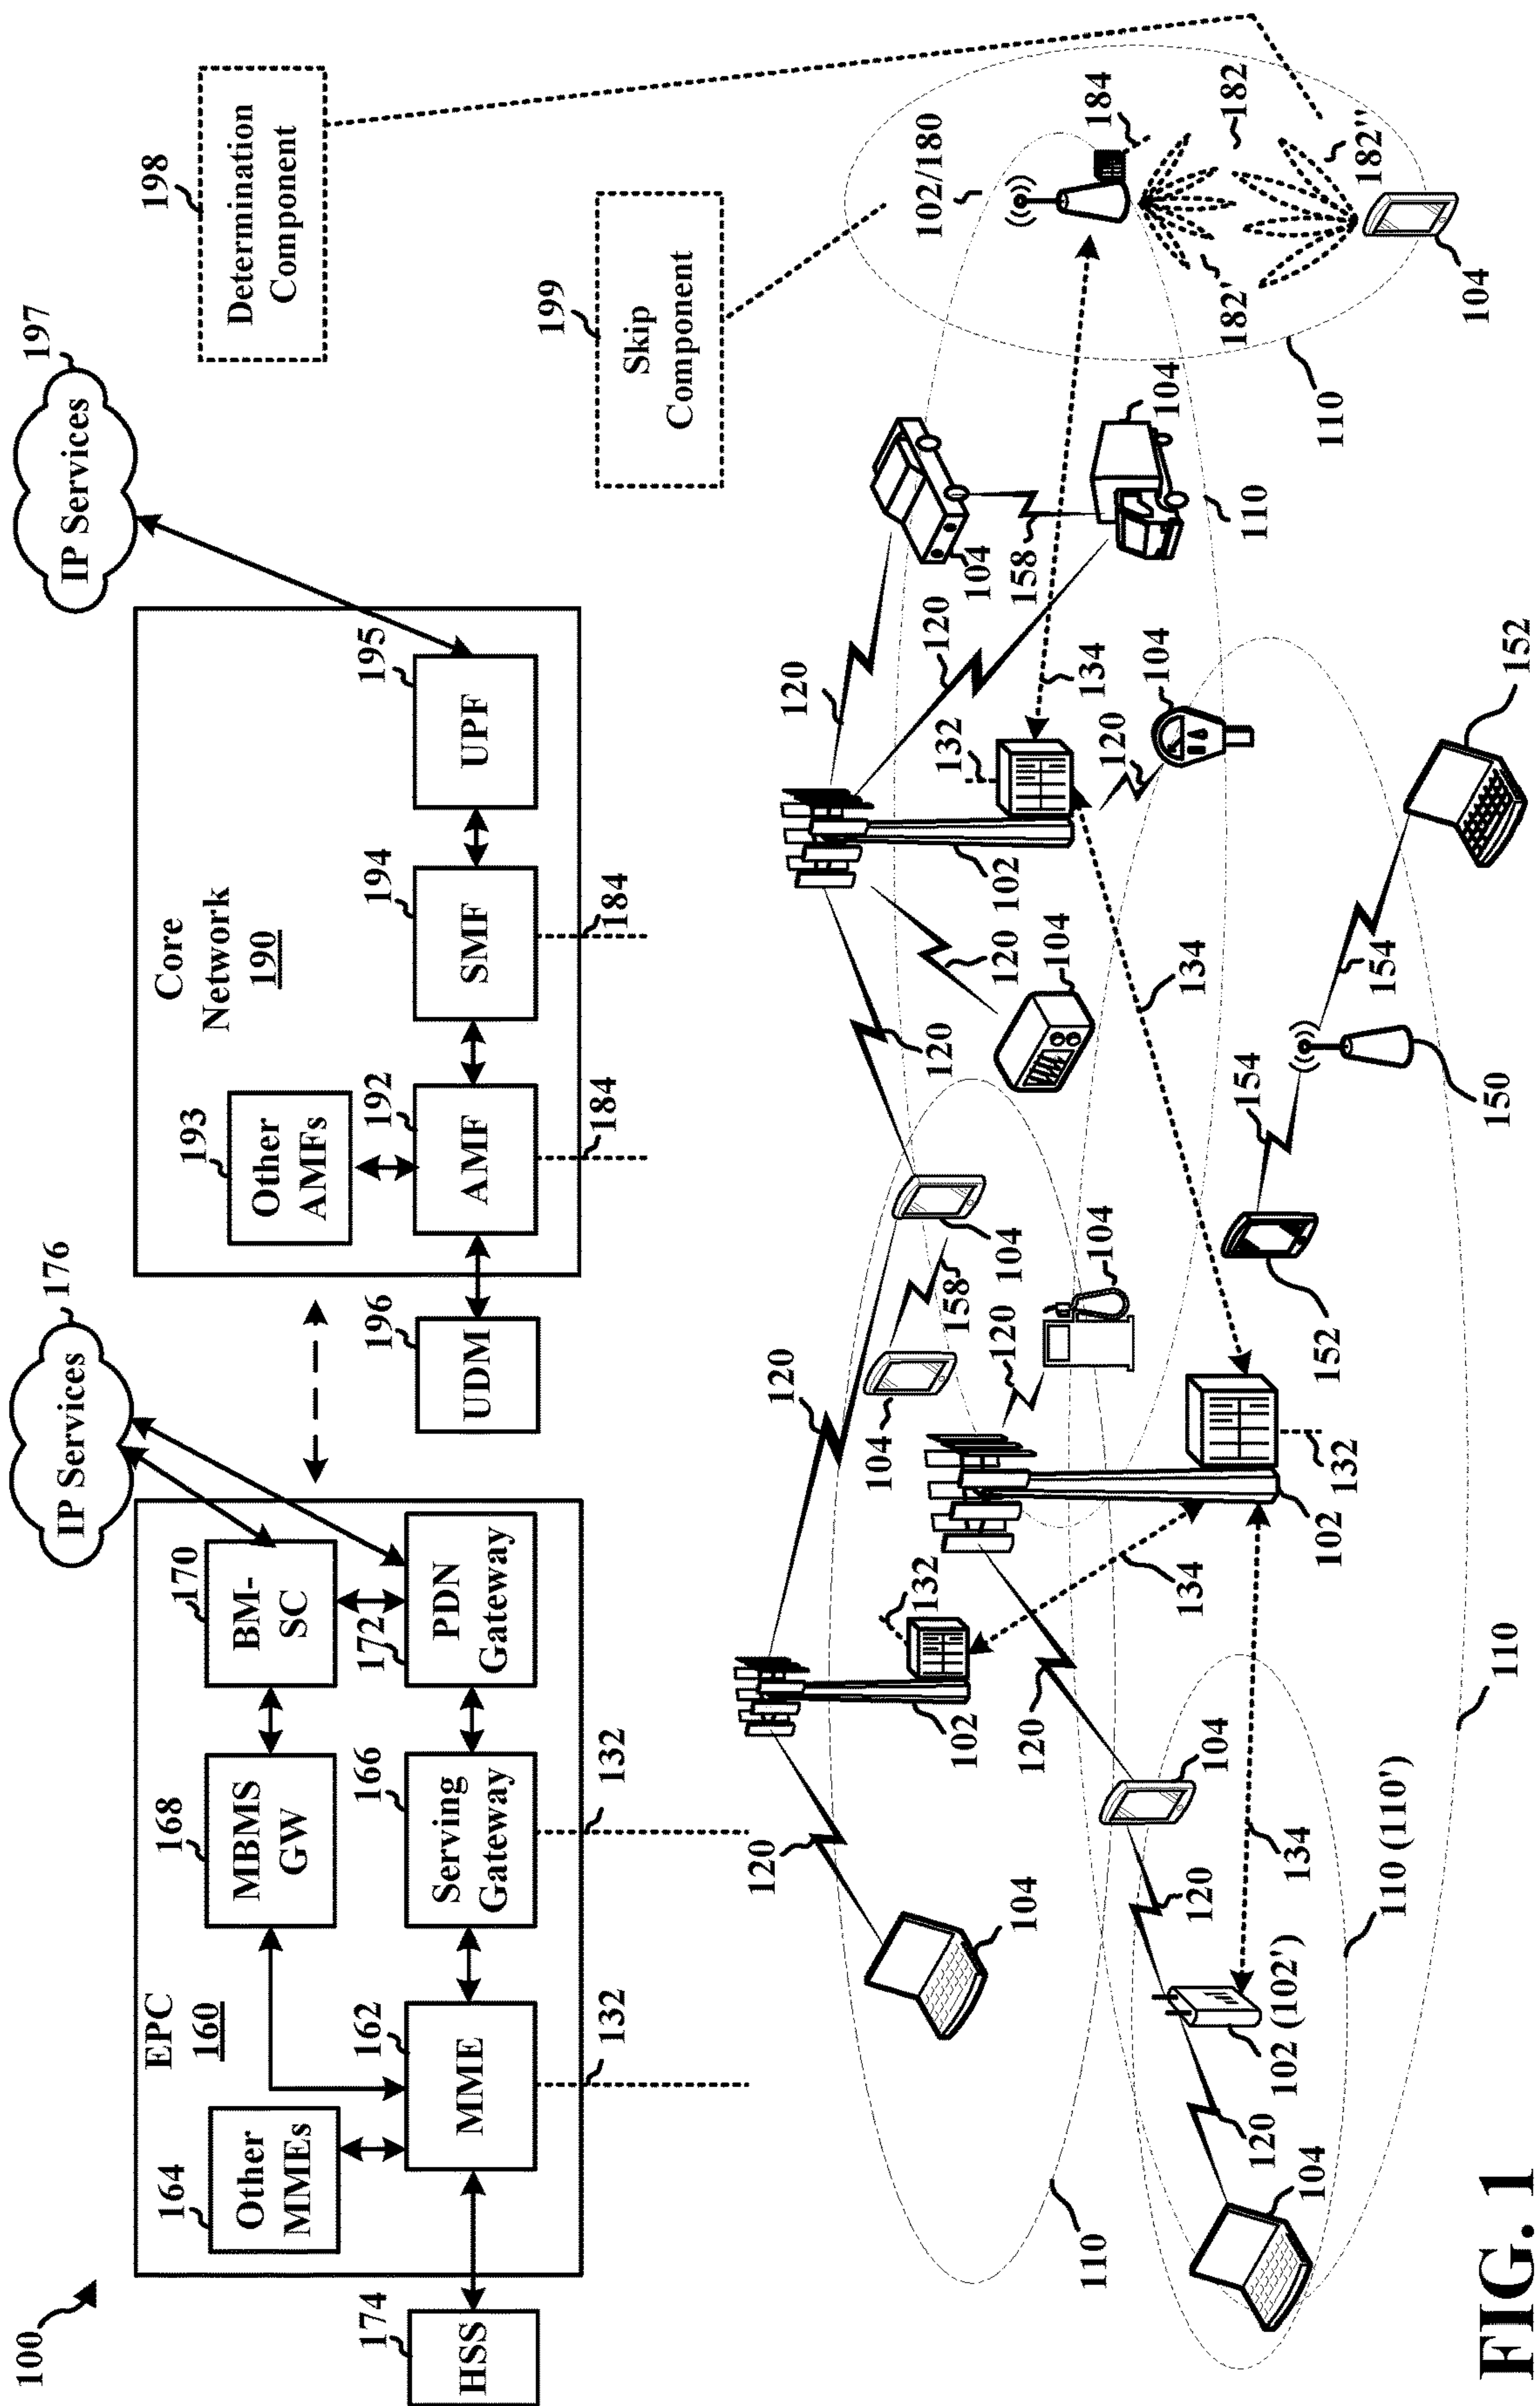 100
EPC
160
174
HSS
164
Other
MMEs
162
MME
168
MBMS
GW
166
Serving
Gateway
170
BM-
SC
172
PDN
Gateway
132
132
176
IP Services
Core
Network
190
196
UDM
193
Other
AMFs
192
AMF
194
SMF
195
UPF
184
184
197
IP Services
198
Determination
Component
199
Skip
Component
102/180
184
182
182'
182''
104
110
120
104
102
132
120
120
104
104
158
120
104
120
102
132
120
104
120
120
104
158
104
110
134
120
104
134
134
102
132
110
120
104
120
134
102 (102')
120
104
110 (110')
110
152
154
150
154
152
FIG. 1